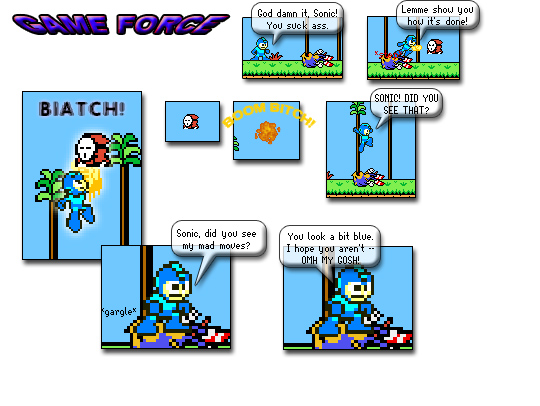 GAME FORCE
God damn it, Sonic!
You suck ass.
Lemme show you
how it's done!
BIATCH!
BOOM BITCH!
SONIC! DID YOU
SEE THAT?
Sonic, did you see
my mad moves?
*gargle*
You look a bit blue.
I hope you aren't --
OMH MY GOSH!